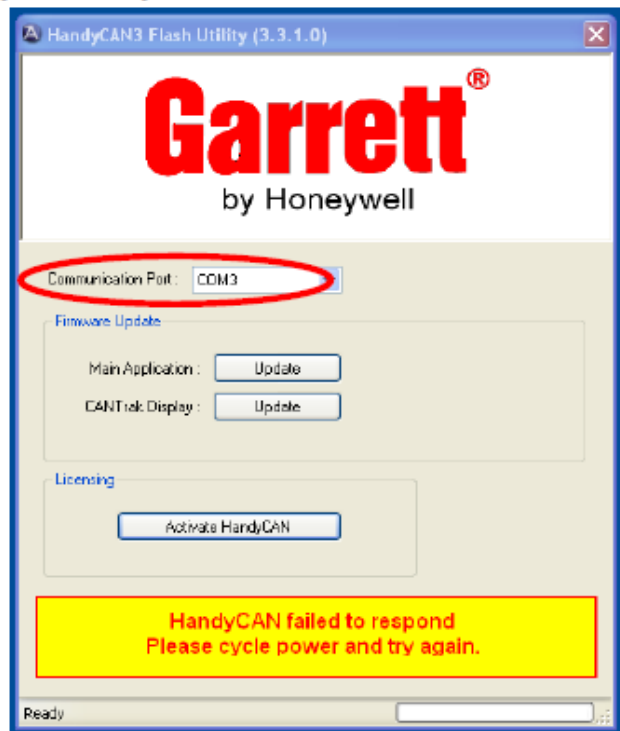 HandyCAN3 Flash Utility (3.3.1.0)
Garrett®
by Honeywell
Communication Port : COM3
Firmware Update
Main Application : Update
CANTrak Display : Update
Licensing
Activate HandyCAN
HandyCAN failed to respond
Please cycle power and try again.
Ready